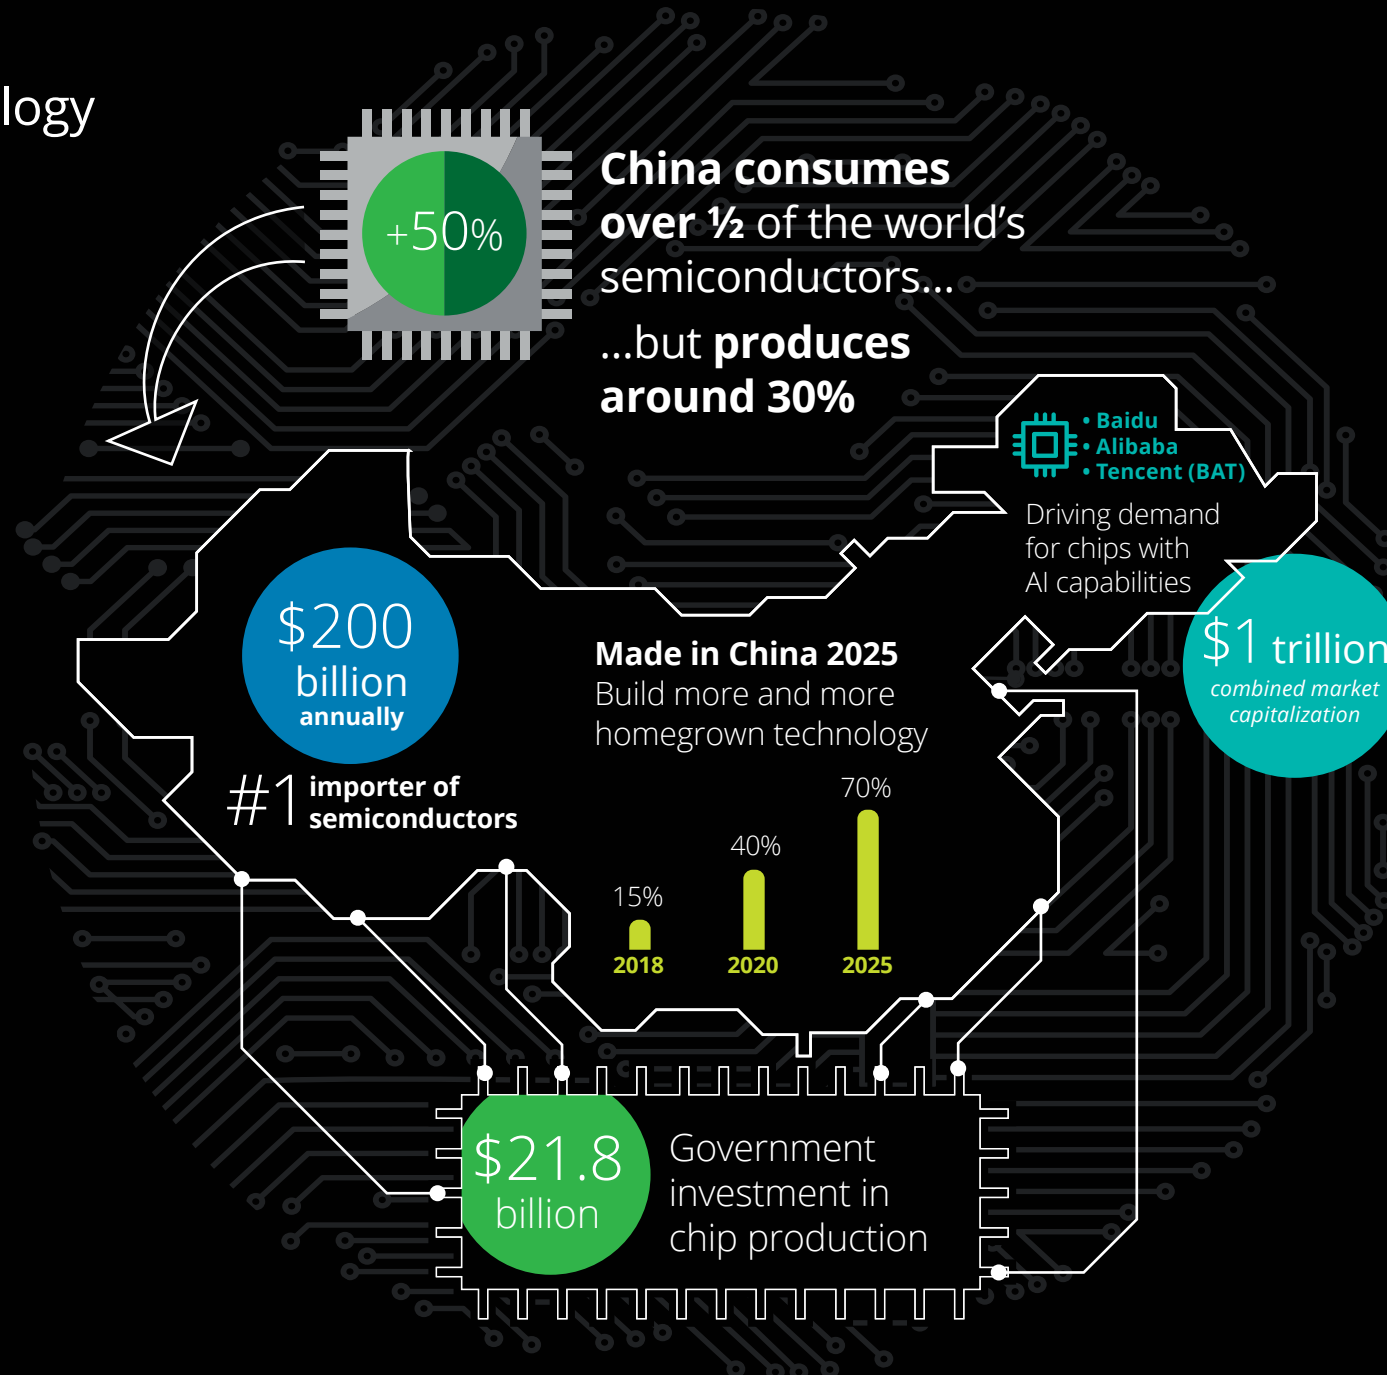 logy
+50%
China consumes
over ½ of the world’s
semiconductors...
...but produces
around 30%
• Baidu
• Alibaba
• Tencent (BAT)
Driving demand
for chips with
AI capabilities
$1 trillion
combined market
capitalization
$200
billion
annually
#1 importer of
semiconductors
Made in China 2025
Build more and more
homegrown technology
15%
40%
70%
2018
2020
2025
$21.8
billion
Government
investment in
chip production